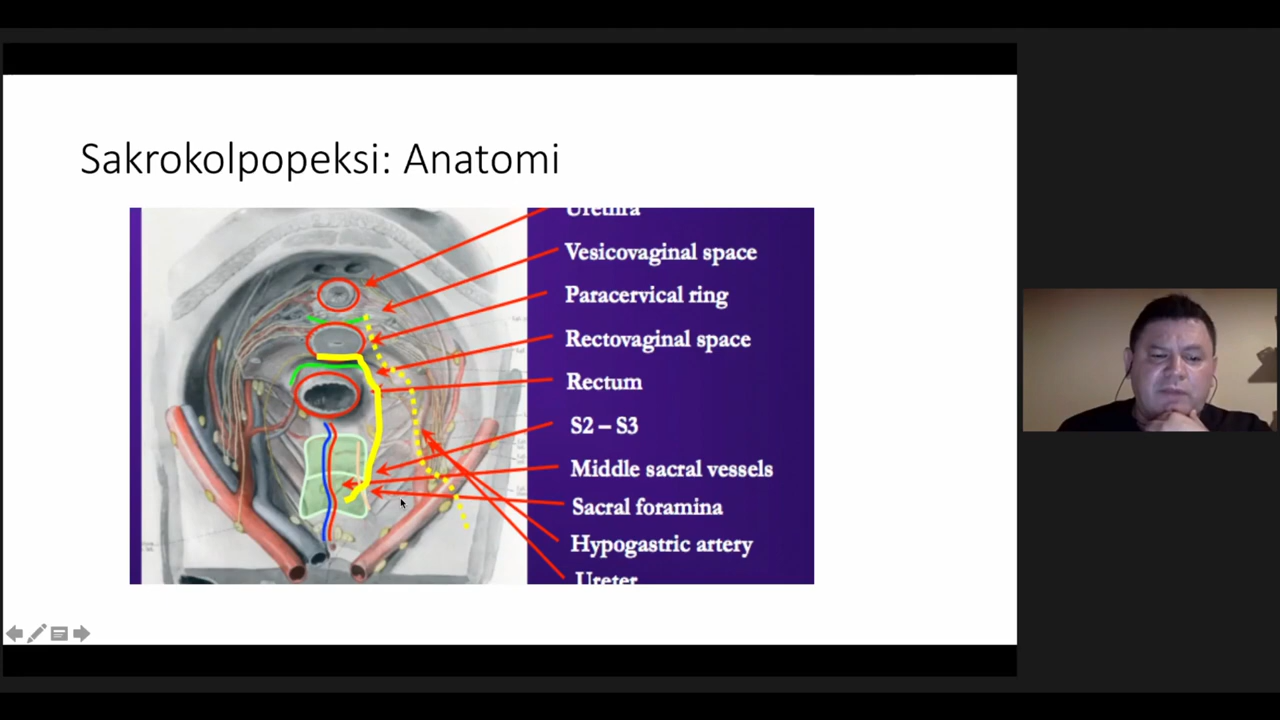 Sakrokolpopeksi: Anatomi
Urethra
Vesicovaginal space
Paracervical ring
Rectovaginal space
Rectum
S2 – S3
Middle sacral vessels
Sacral foramina
Hypogastric artery
Ureter